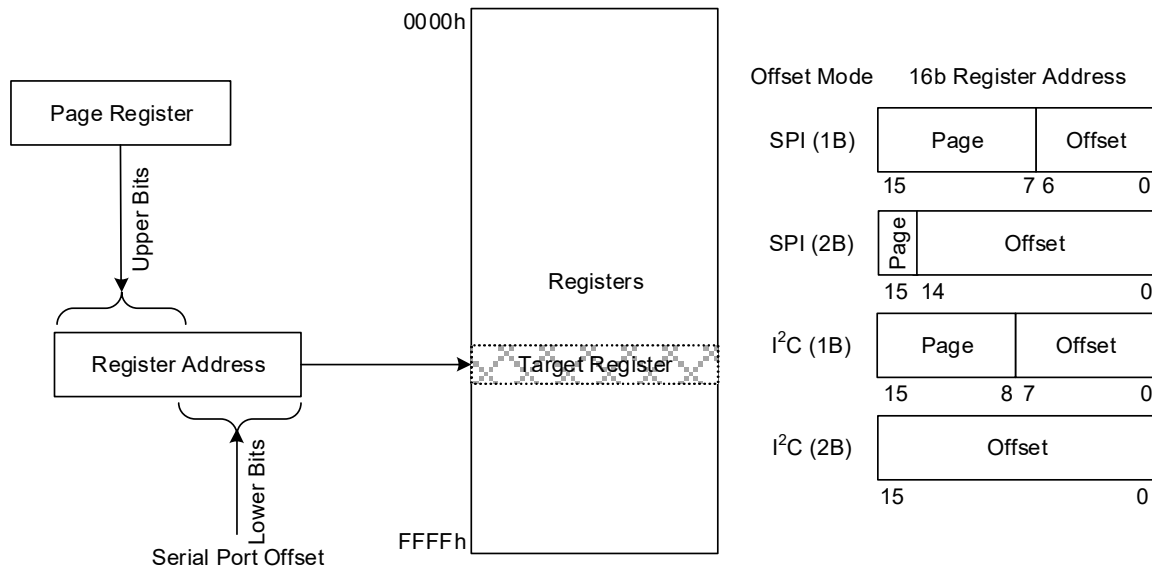 0000h
Page Register
Upper Bits
Register Address
Lower Bits
Serial Port Offset
Registers
Target Register
FFFFh
Offset Mode 16b Register Address
SPI (1B) Page Offset
15 7 6 0
SPI (2B) Page Offset
15 14 0
I²C (1B) Page Offset
15 8 7 0
I²C (2B) Offset
15 0